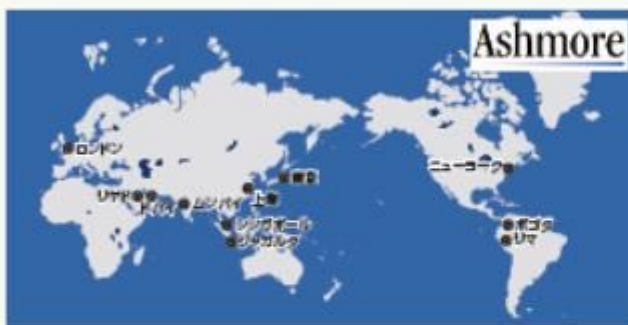 Ashmore
ロンドン
ニューヨーク
リヤド
ドバイ
ムンバイ
上
東京
シンガポール
ジャカルタ
ボゴタ
リマ